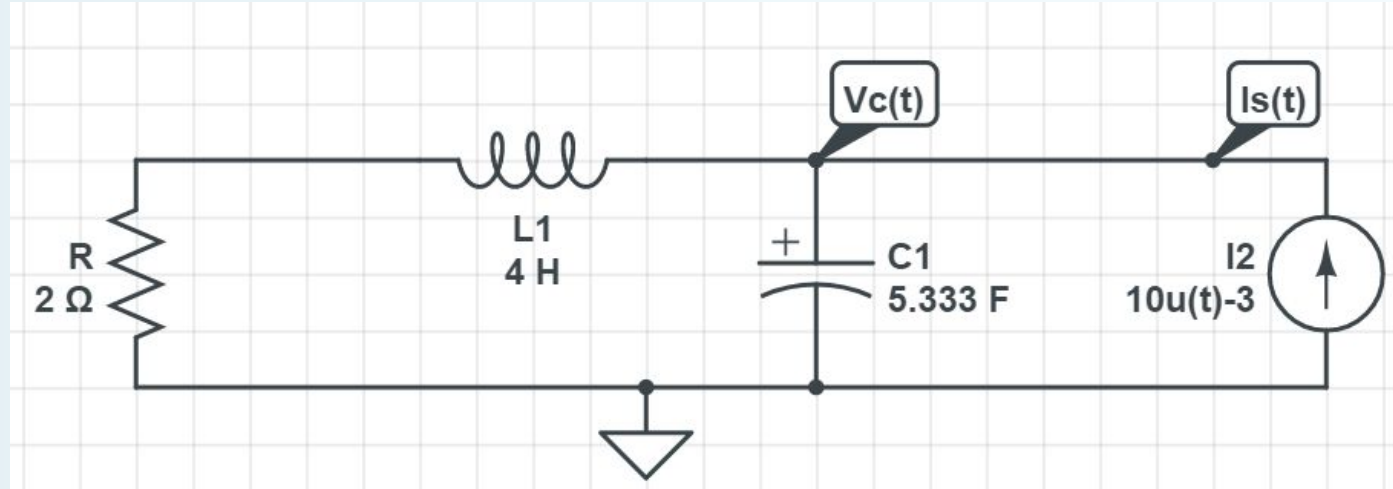 Vc(t)
Is(t)
L1
4 H
R
2 Ω
+
C1
5.333 F
I2
10u(t)-3